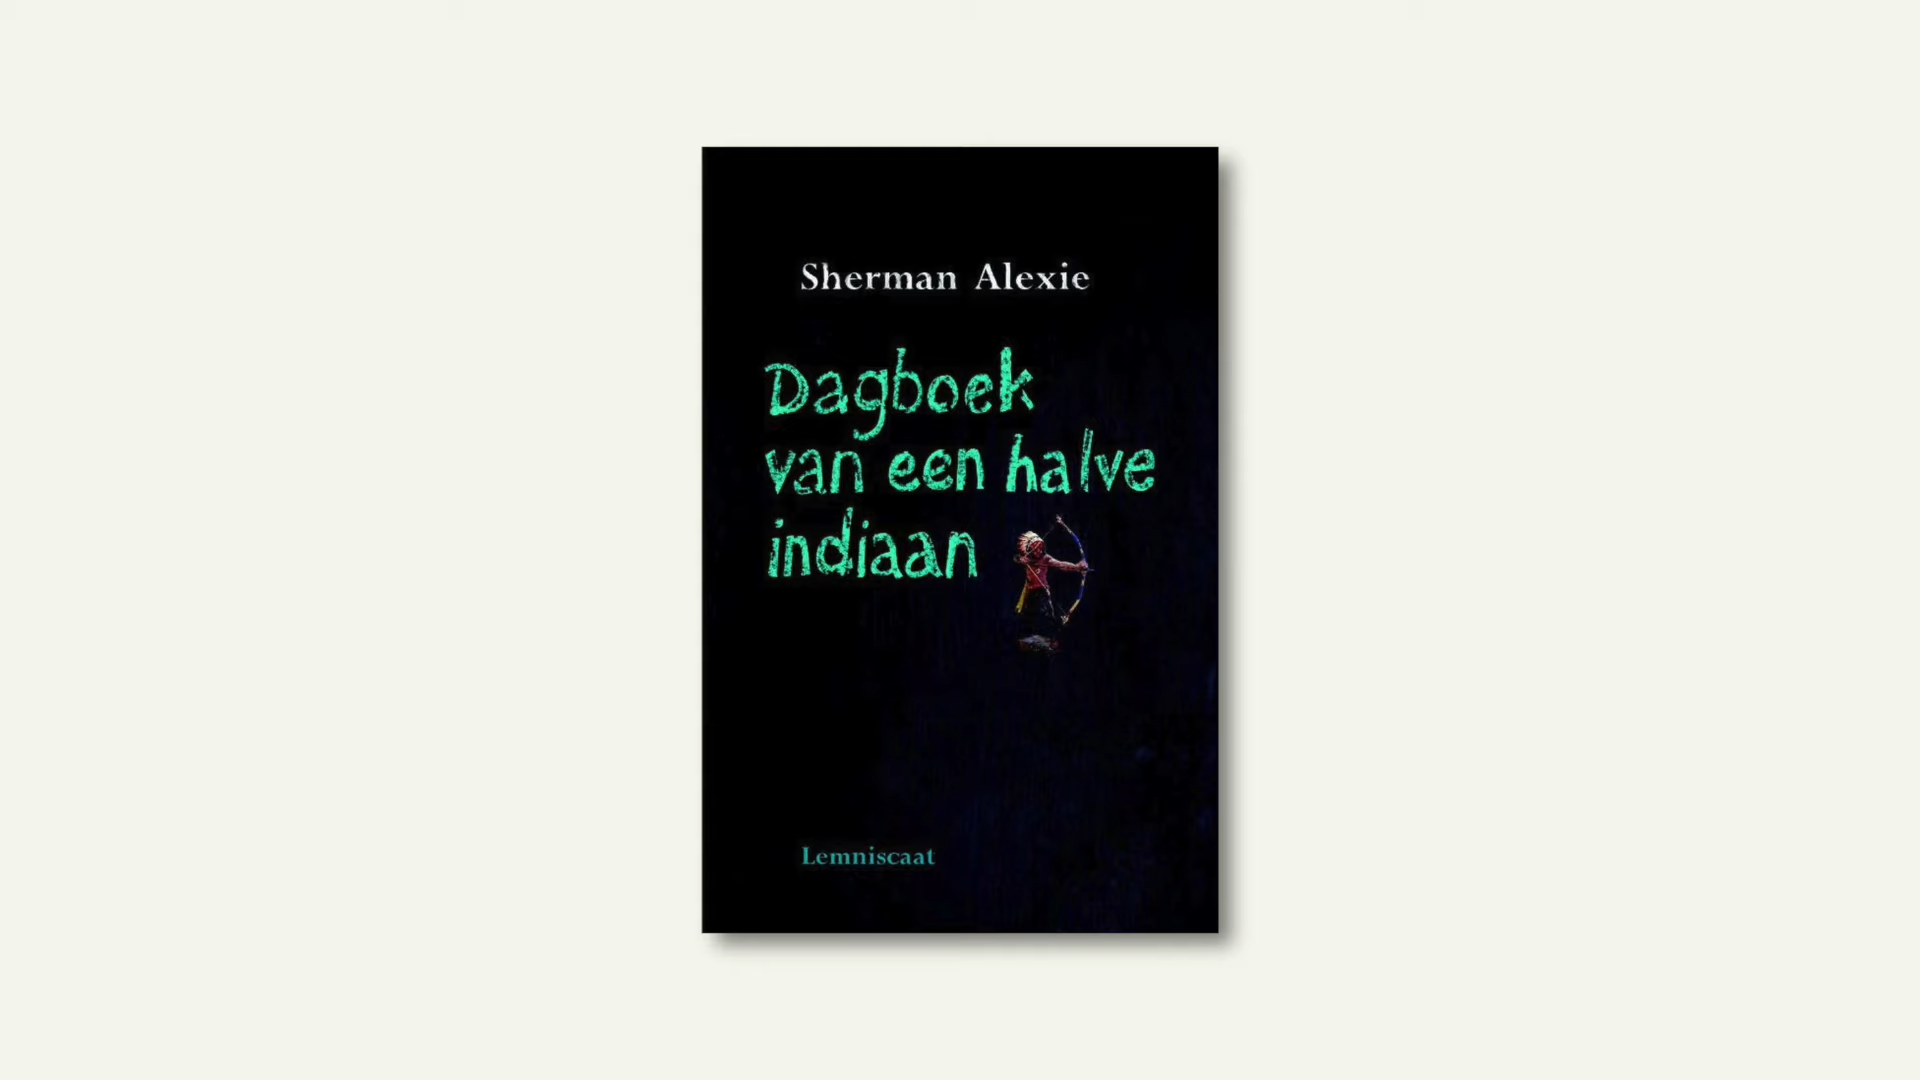 Sherman Alexie
Dagboek
van een halve
indiaan
Lemniscaat